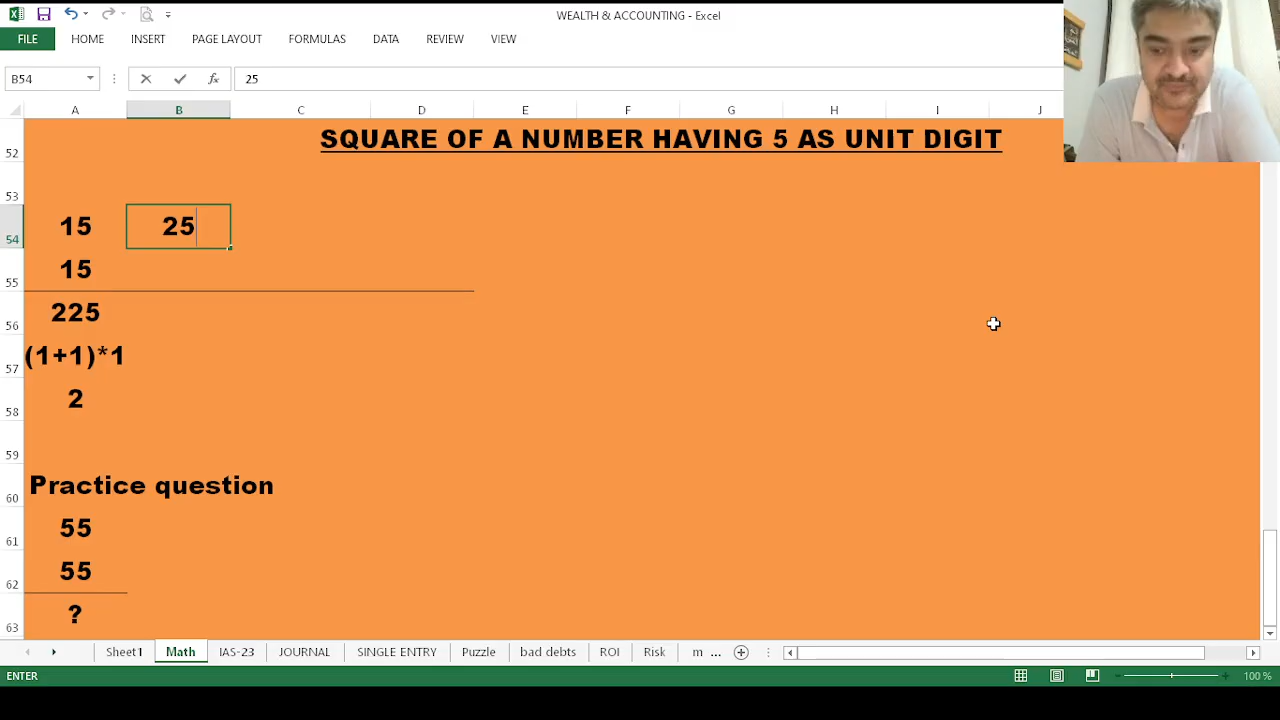 WEALTH & ACCOUNTING - Excel
FILE HOME INSERT PAGE LAYOUT FORMULAS DATA REVIEW VIEW
B54 fx 25
A B C D E F G H I J
52 SQUARE OF A NUMBER HAVING 5 AS UNIT DIGIT
53
54 15 25
55 15
56 225
57 (1+1)*1
58 2
59
60 Practice question
61 55
62 55
63 ?
Sheet1 Math IAS-23 JOURNAL SINGLE ENTRY Puzzle bad debts ROI Risk m ...
ENTER 100 %